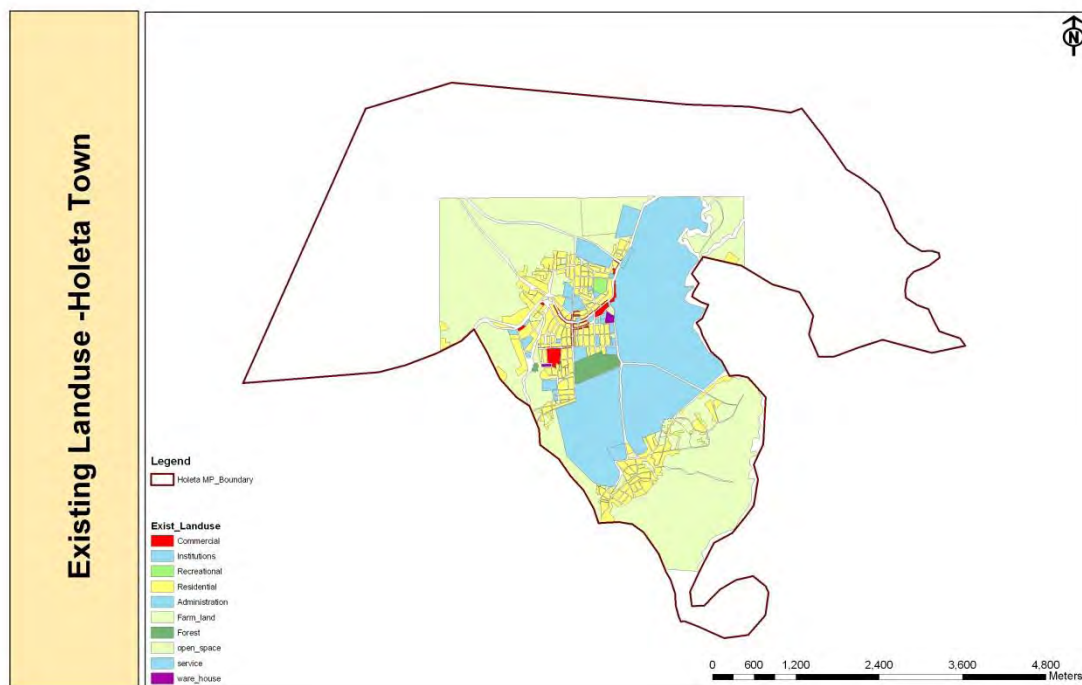 Existing Landuse -Holeta Town
N
Legend
Holeta MP_Boundary
Exist_Landuse
Commercial
Institutions
Recreational
Residential
Administration
Farm_land
Forest
open_space
service
ware_house
0 600 1,200 2,400 3,600 4,800
Meters